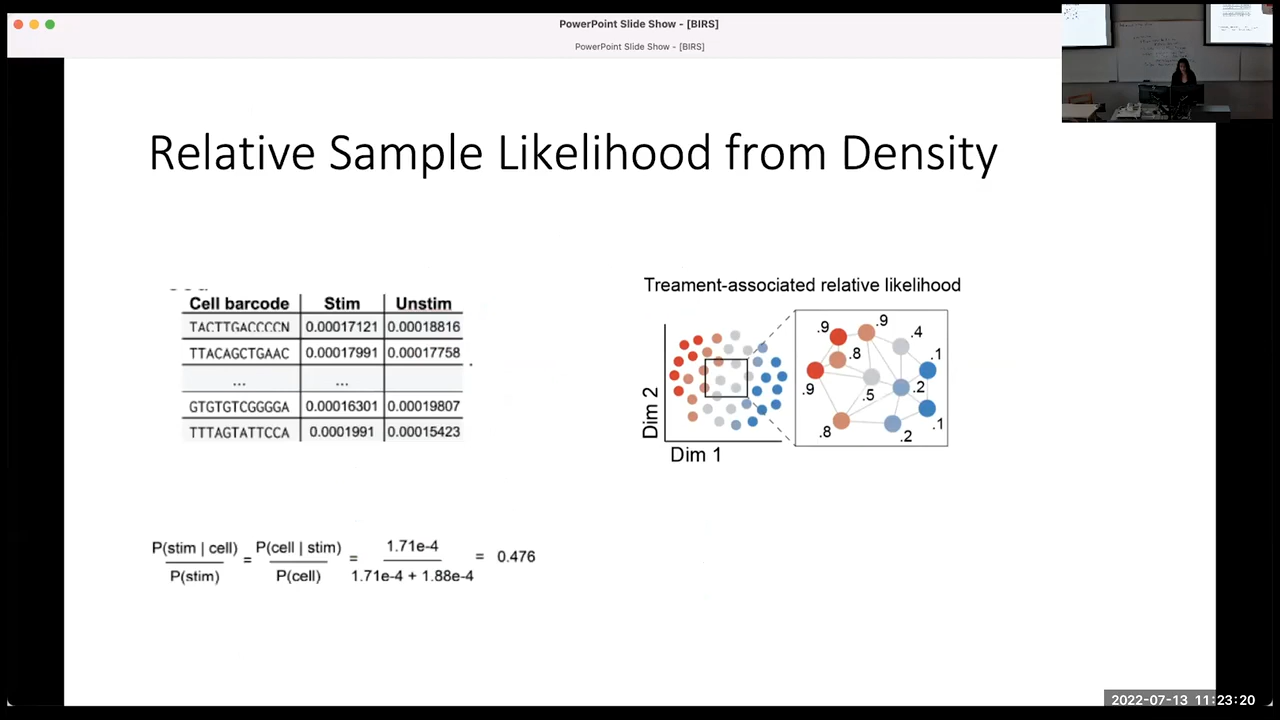 PowerPoint Slide Show - [BIRS]
PowerPoint Slide Show - [BIRS]
Relative Sample Likelihood from Density
Cell barcode Stim Unstim
TACTTGACCCCN 0.00017121 0.00018816
TTACAGCTGAAC 0.00017991 0.00017758
... ...
GTGTGTCGGGGA 0.00016301 0.00019807
TTTAGTATTCCA 0.0001991 0.00015423
Treament-associated relative likelihood
Dim 2
Dim 1
.9
.9
.4
.8
.1
.9
.5
.2
.8
.2
.1
P(stim | cell) / P(stim) = P(cell | stim) / P(cell) = 1.71e-4 / 1.71e-4 + 1.88e-4 = 0.476
2022-07-13 11:23:20